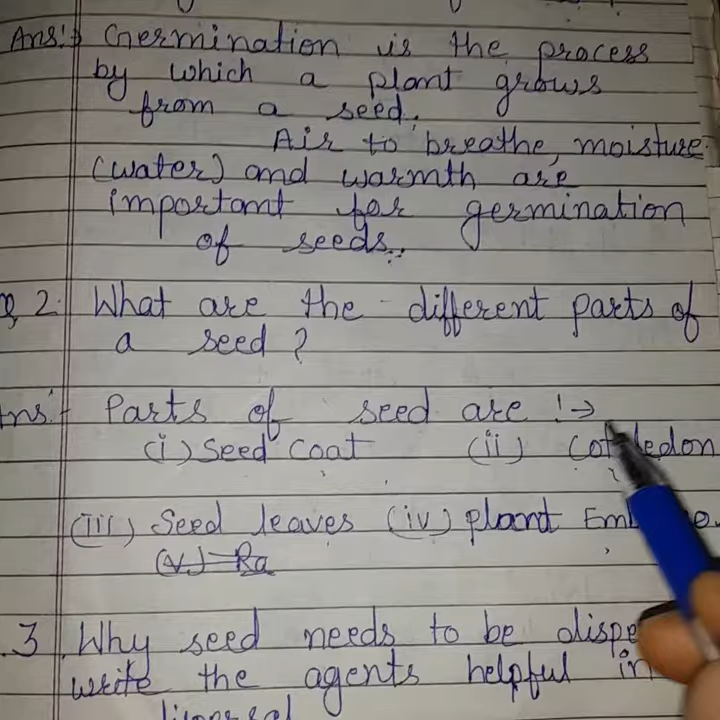 Ans:→ Germination is the process
by which a plant grows
from a seed.
Air to breathe, moisture
(water) and warmth are
important for germination
of seeds.
Q 2. What are the different parts of
a seed ?
Ans:→ Parts of seed are :→
(i) Seed Coat (ii)
(iii) Seed leaves (iv) plant
(v) Ra
.3 Why seed needs to be
write the agents helpful in